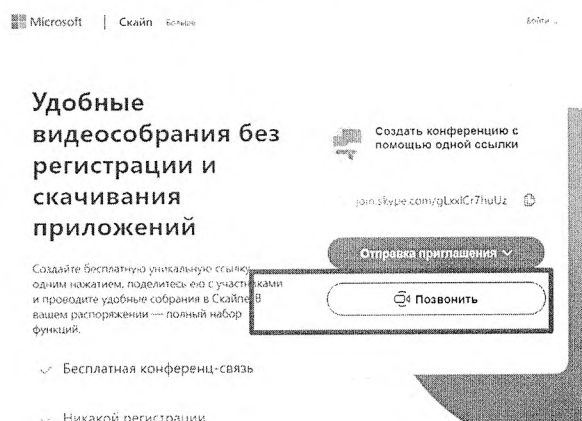 Microsoft | Скайп Больше
Войти
Удобные
видеособрания без
регистрации и
скачивания
приложений
Создайте бесплатную уникальную ссылку
одним нажатием, поделитесь ею с участниками
и проводите удобные собрания в Скайпе. В
вашем распоряжении — полный набор
функций.
Бесплатная конференц-связь
Никакой регистрации
Создать конференцию с
помощью одной ссылки
join.skype.com/gLxxlCr7huUz
Отправка приглашения
Позвонить